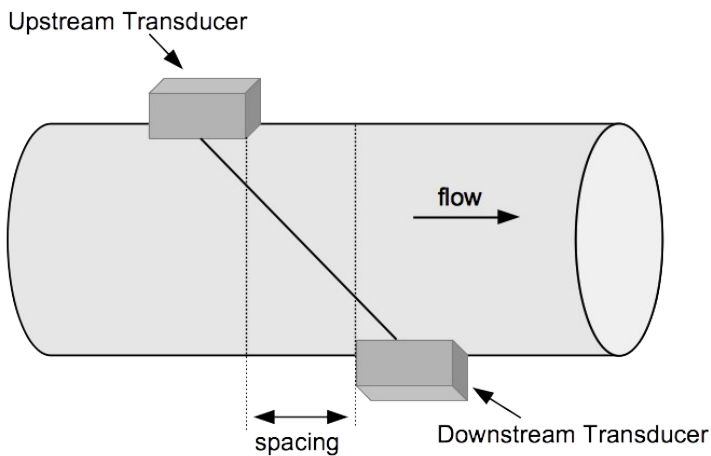 Upstream Transducer
flow
spacing
Downstream Transducer